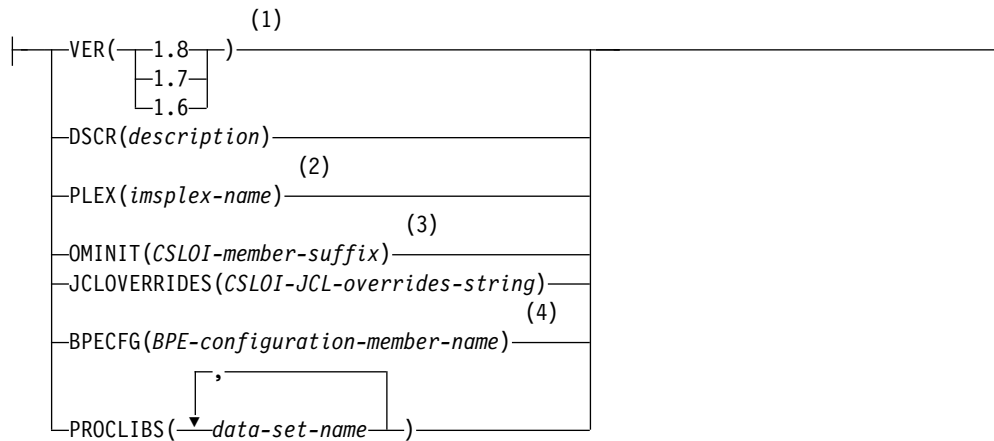 (1)
VER( 1.8 )
1.7
1.6
DSCR(description)
(2)
PLEX(imsplex-name)
(3)
OMINIT(CSLOI-member-suffix)
JCLOVERRIDES(CSLOI-JCL-overrides-string)
(4)
BPECFG(BPE-configuration-member-name)
,
PROCLIBS( data-set-name )